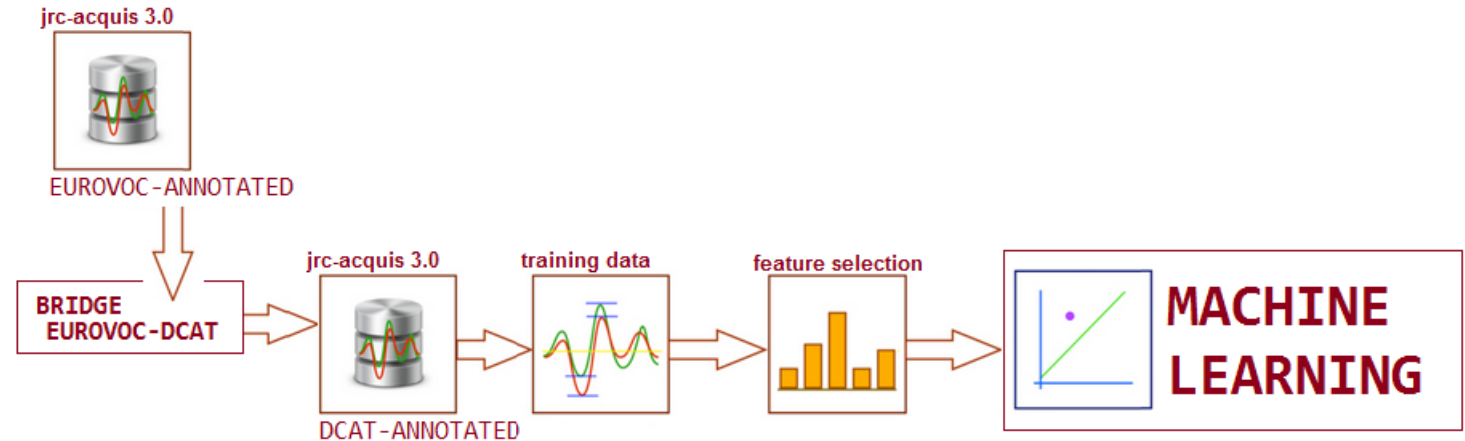 jrc-acquis 3.0
EUROVOC-ANNOTATED
BRIDGE
EUROVOC-DCAT
jrc-acquis 3.0
DCAT-ANNOTATED
training data
feature selection
MACHINE
LEARNING